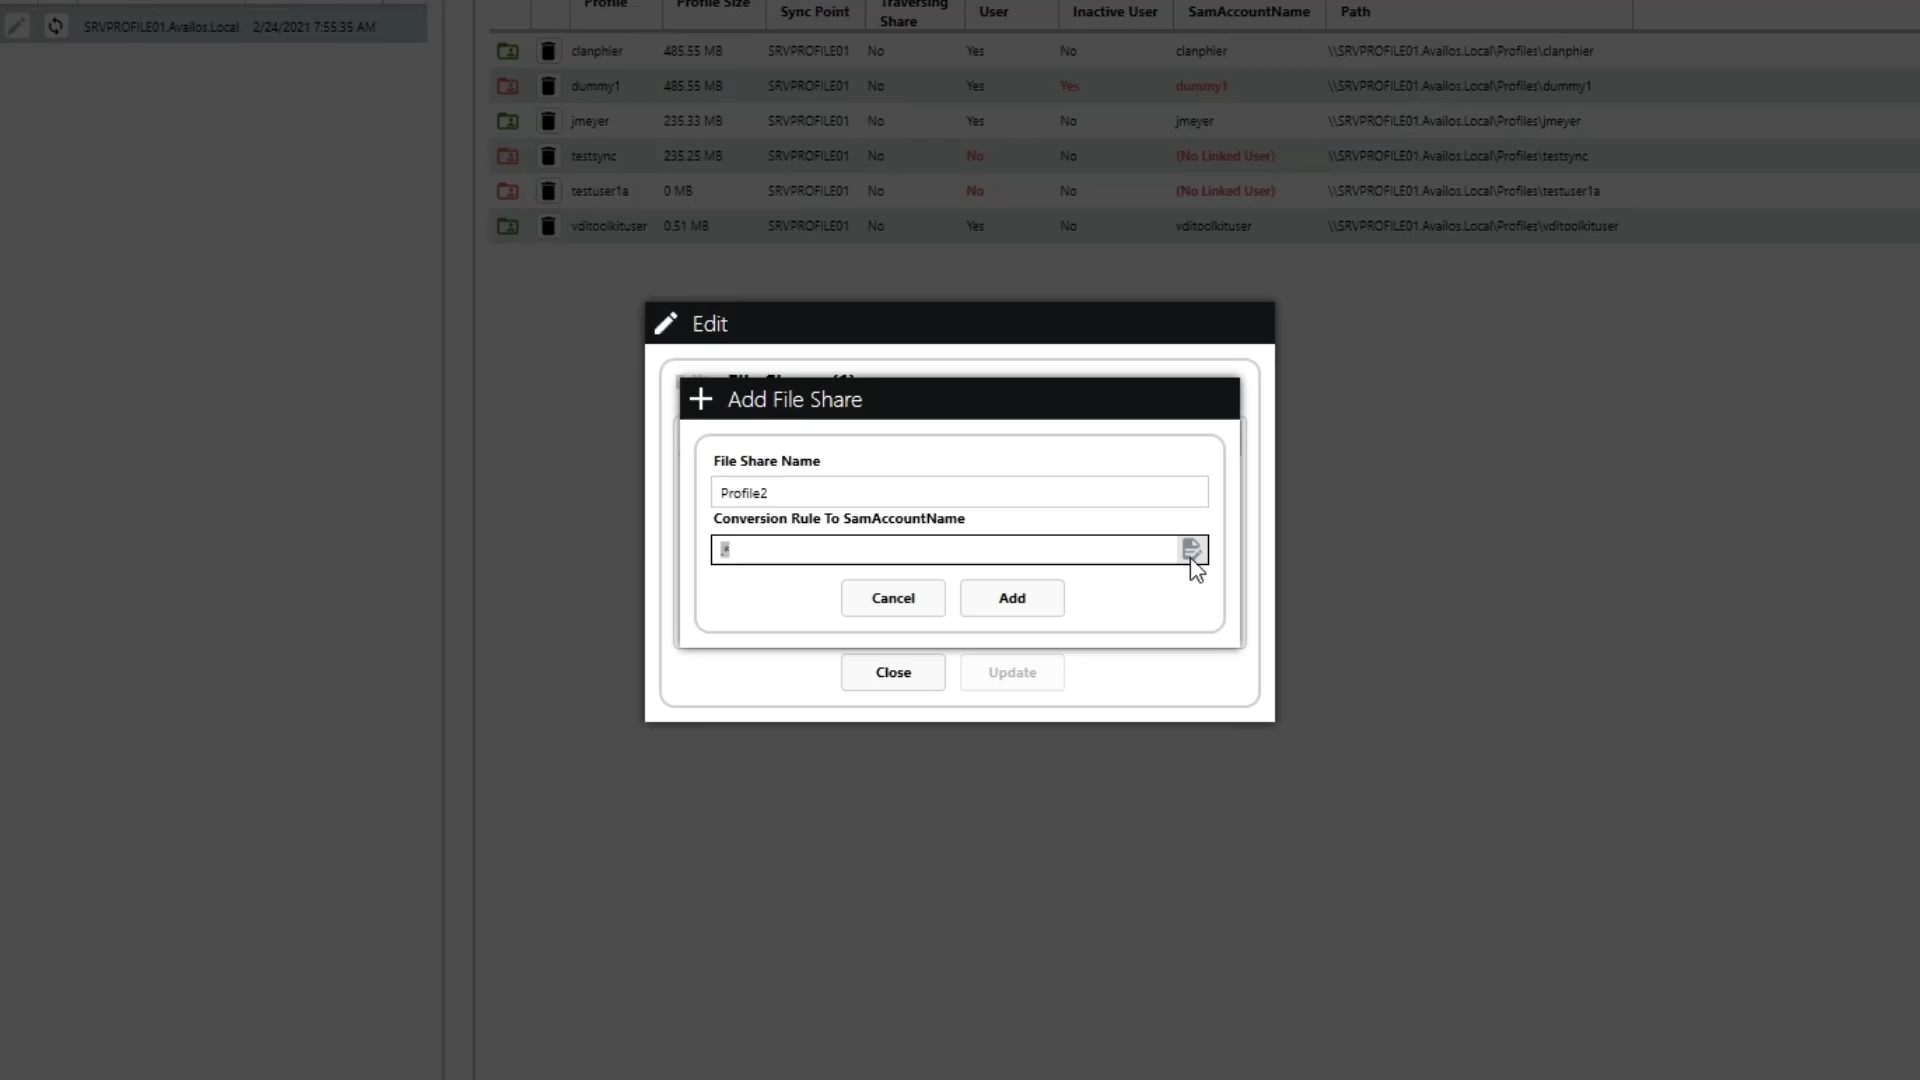 SRVPROFILE01.Availos.Local 2/24/2021 7:55:35 AM
Profile Profile Size Sync Point Traversing Share User Inactive User SamAccountName Path
clanphier 485.55 MB SRVPROFILE01 No Yes No clanphier \\SRVPROFILE01.Availos.Local\Profiles\clanphier
dummy1 485.55 MB SRVPROFILE01 No Yes Yes dummy1 \\SRVPROFILE01.Availos.Local\Profiles\dummy1
jmeyer 235.33 MB SRVPROFILE01 No Yes No jmeyer \\SRVPROFILE01.Availos.Local\Profiles\jmeyer
testsync 235.25 MB SRVPROFILE01 No No No (No Linked User) \\SRVPROFILE01.Availos.Local\Profiles\testsync
testuser1a 0 MB SRVPROFILE01 No No No (No Linked User) \\SRVPROFILE01.Availos.Local\Profiles\testuser1a
vditoolkituser 0.51 MB SRVPROFILE01 No Yes No vditoolkituser \\SRVPROFILE01.Availos.Local\Profiles\vditoolkituser
Edit
Add File Share
File Share Name
Profile2
Conversion Rule To SamAccountName
.*
Cancel Add
Close Update